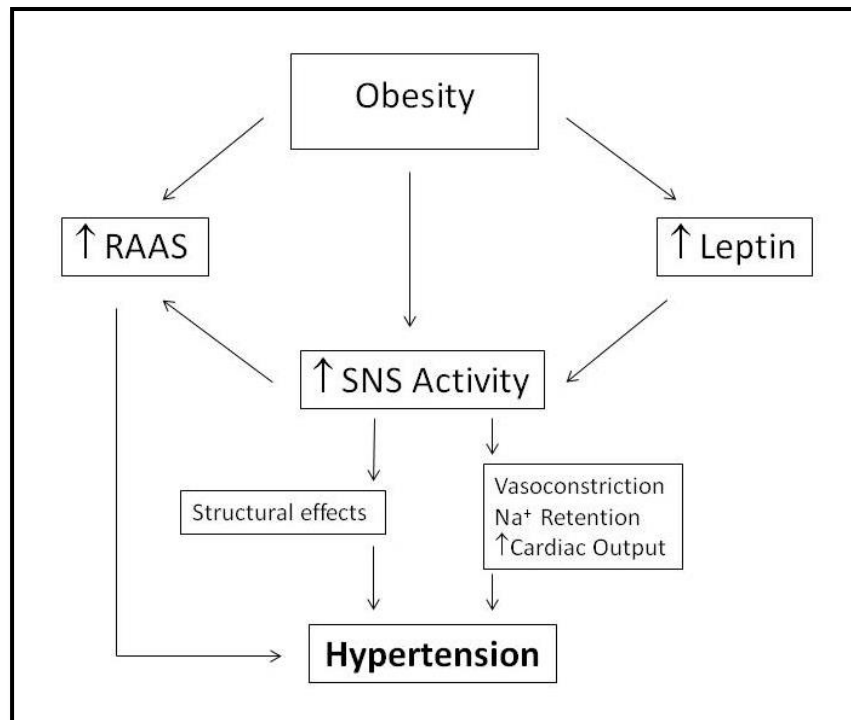 Obesity
↑ RAAS
↑ Leptin
↑ SNS Activity
Structural effects
Vasoconstriction
Na⁺ Retention
↑Cardiac Output
Hypertension